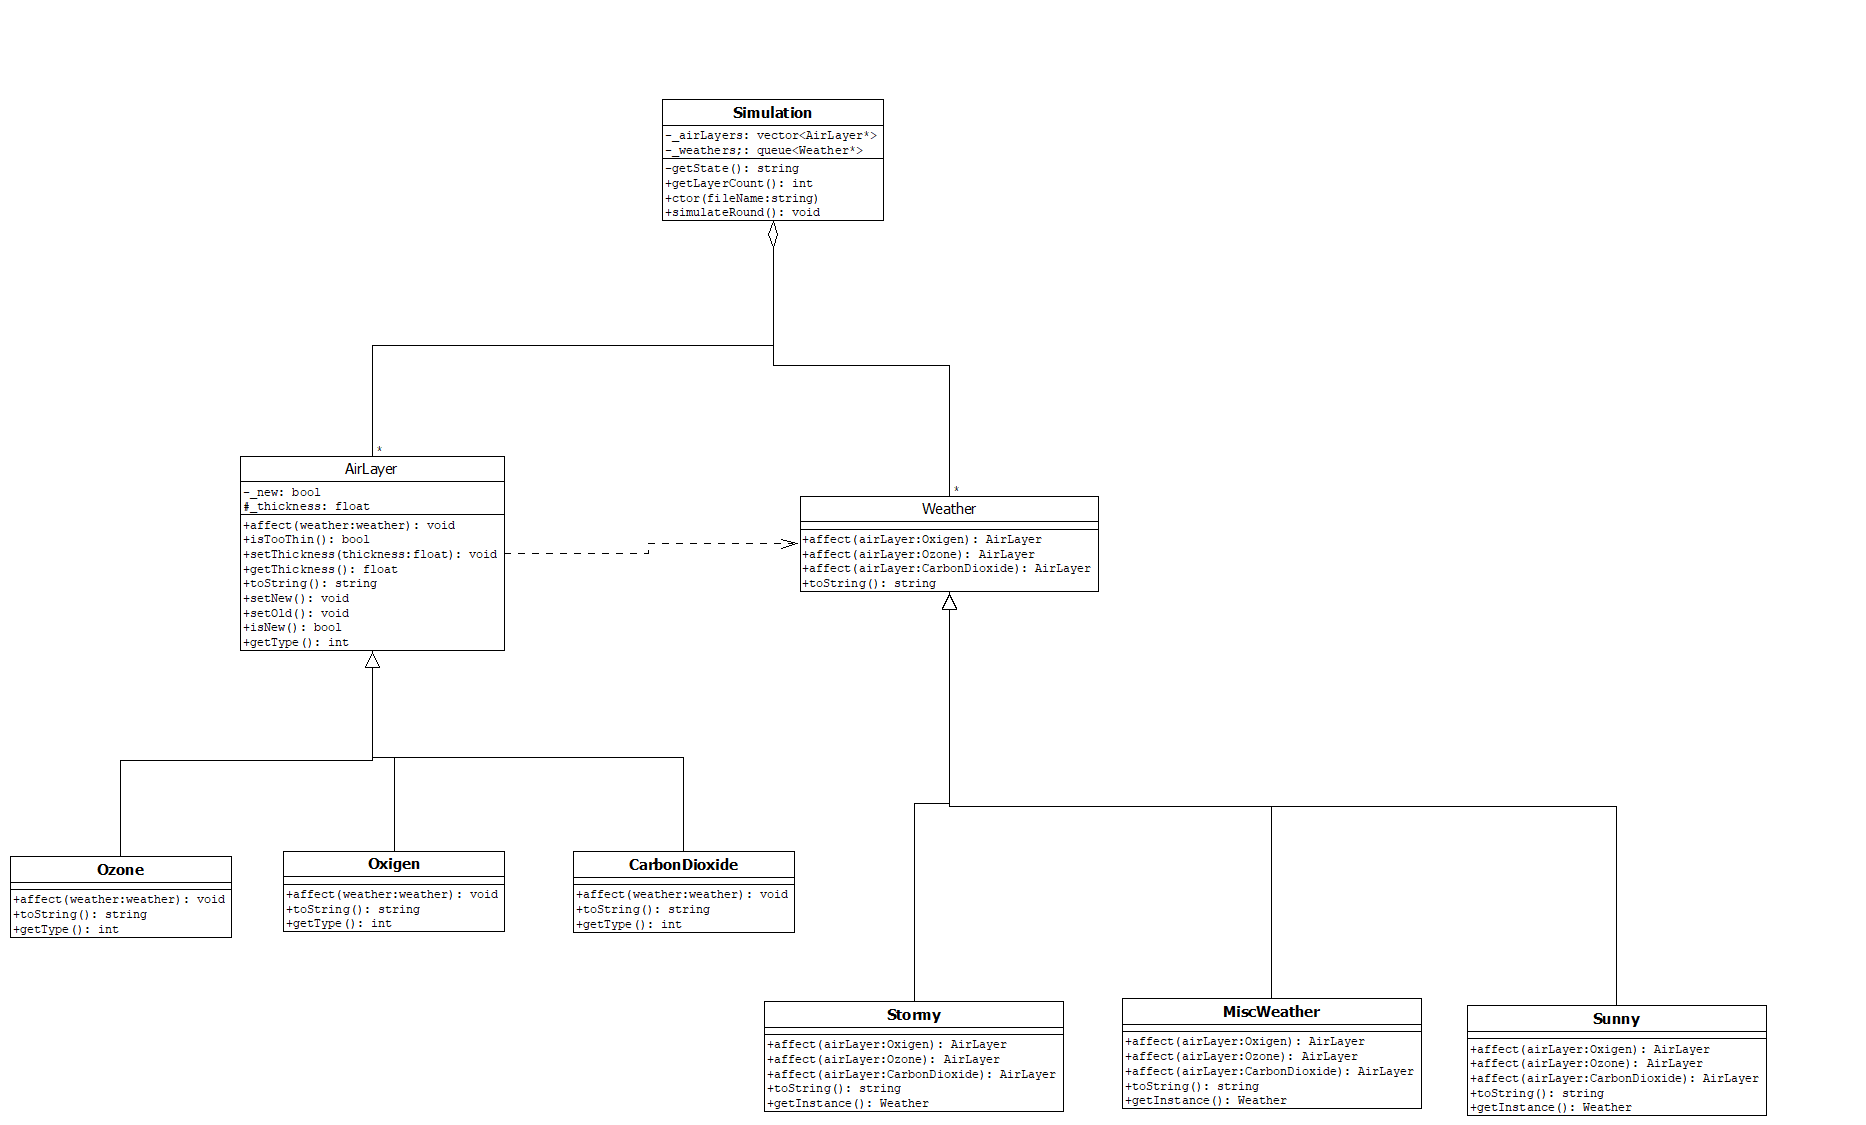 Simulation
-_airLayers: vector<AirLayer*>
-_weathers;: queue<Weather*>
-getState(): string
+getLayerCount(): int
+ctor(fileName:string)
+simulateRound(): void
*
AirLayer
-_new: bool
#_thickness: float
+affect(weather:weather): void
+isTooThin(): bool
+setThickness(thickness:float): void
+getThickness(): float
+toString(): string
+setNew(): void
+setOld(): void
+isNew(): bool
+getType(): int
*
Weather
+affect(airLayer:Oxigen): AirLayer
+affect(airLayer:Ozone): AirLayer
+affect(airLayer:CarbonDioxide): AirLayer
+toString(): string
Ozone
+affect(weather:weather): void
+toString(): string
+getType(): int
Oxigen
+affect(weather:weather): void
+toString(): string
+getType(): int
CarbonDioxide
+affect(weather:weather): void
+toString(): string
+getType(): int
Stormy
+affect(airLayer:Oxigen): AirLayer
+affect(airLayer:Ozone): AirLayer
+affect(airLayer:CarbonDioxide): AirLayer
+toString(): string
+getInstance(): Weather
MiscWeather
+affect(airLayer:Oxigen): AirLayer
+affect(airLayer:Ozone): AirLayer
+affect(airLayer:CarbonDioxide): AirLayer
+toString(): string
+getInstance(): Weather
Sunny
+affect(airLayer:Oxigen): AirLayer
+affect(airLayer:Ozone): AirLayer
+affect(airLayer:CarbonDioxide): AirLayer
+toString(): string
+getInstance(): Weather